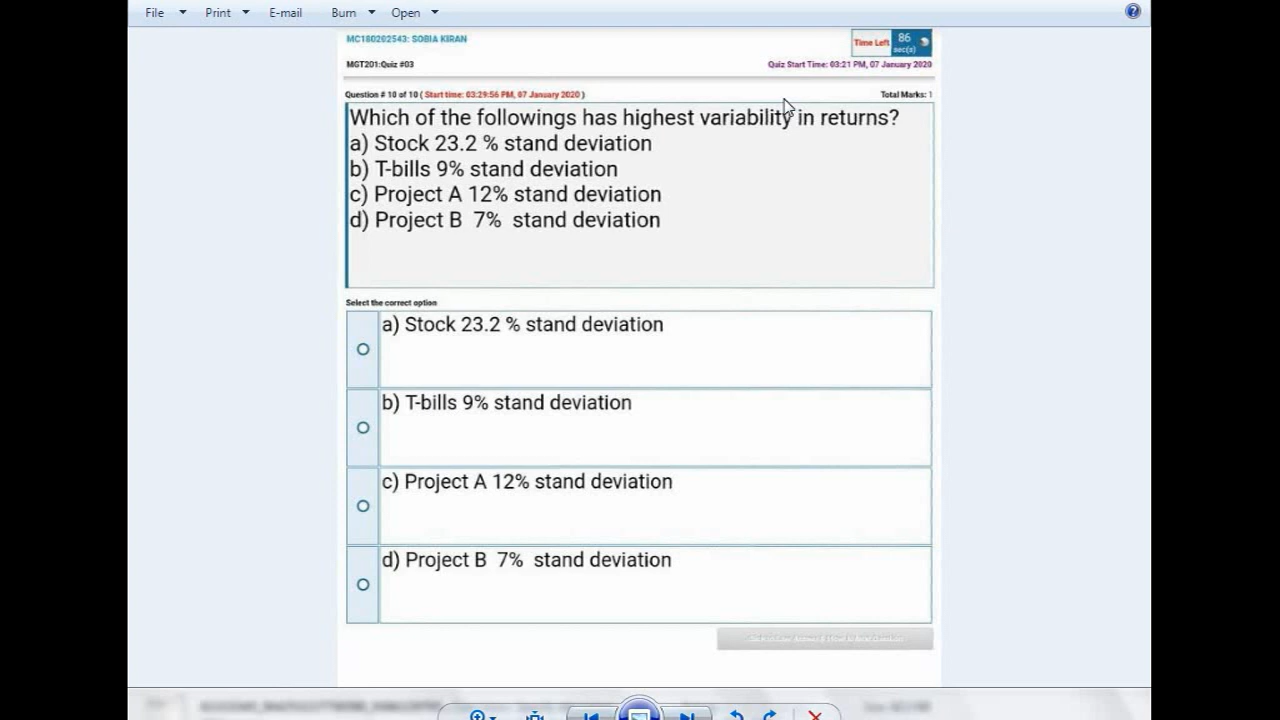 File Print E-mail Burn Open
MC180202543: SOBIA KIRAN
Time Left 86 sec(s)
MGT201:Quiz #03
Quiz Start Time: 03:21 PM, 07 January 2020
Question # 10 of 10 ( Start time: 03:29:56 PM, 07 January 2020 )
Total Marks: 1
Which of the followings has highest variability in returns?
a) Stock 23.2 % stand deviation
b) T-bills 9% stand deviation
c) Project A 12% stand deviation
d) Project B 7% stand deviation
Select the correct option
a) Stock 23.2 % stand deviation
b) T-bills 9% stand deviation
c) Project A 12% stand deviation
d) Project B 7% stand deviation